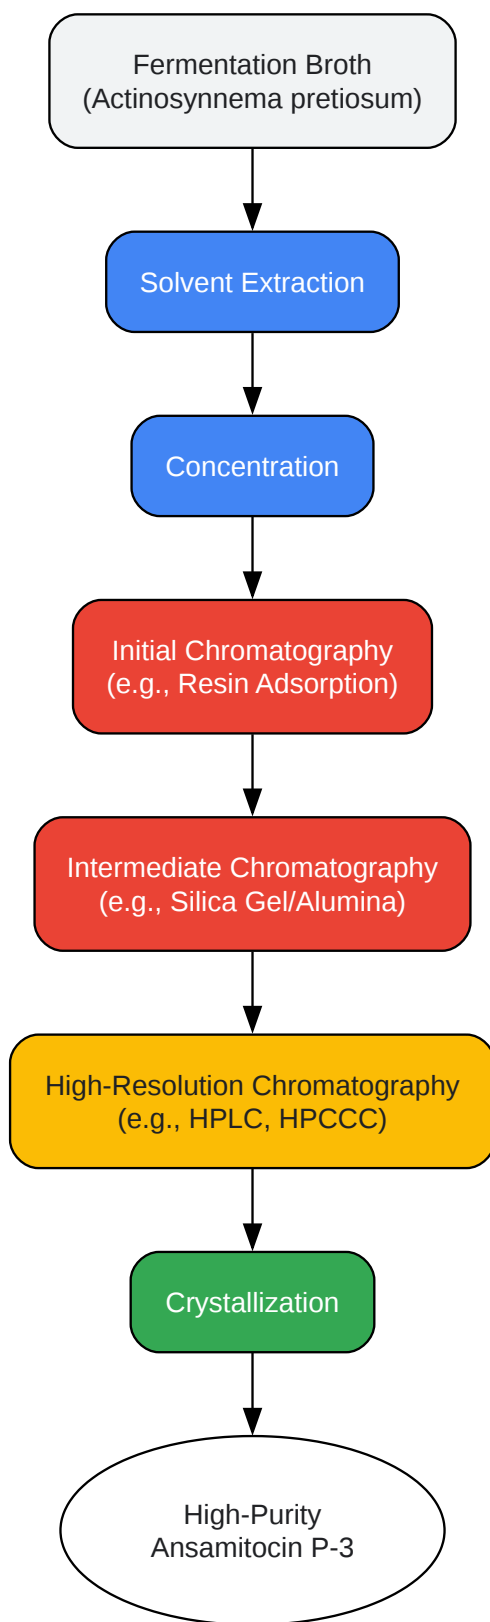 Fermentation Broth
(Actinosynnema pretiosum)
Solvent Extraction
Concentration
Initial Chromatography
(e.g., Resin Adsorption)
Intermediate Chromatography
(e.g., Silica Gel/Alumina)
High-Resolution Chromatography
(e.g., HPLC, HPCCC)
Crystallization
High-Purity
Ansamitocin P-3